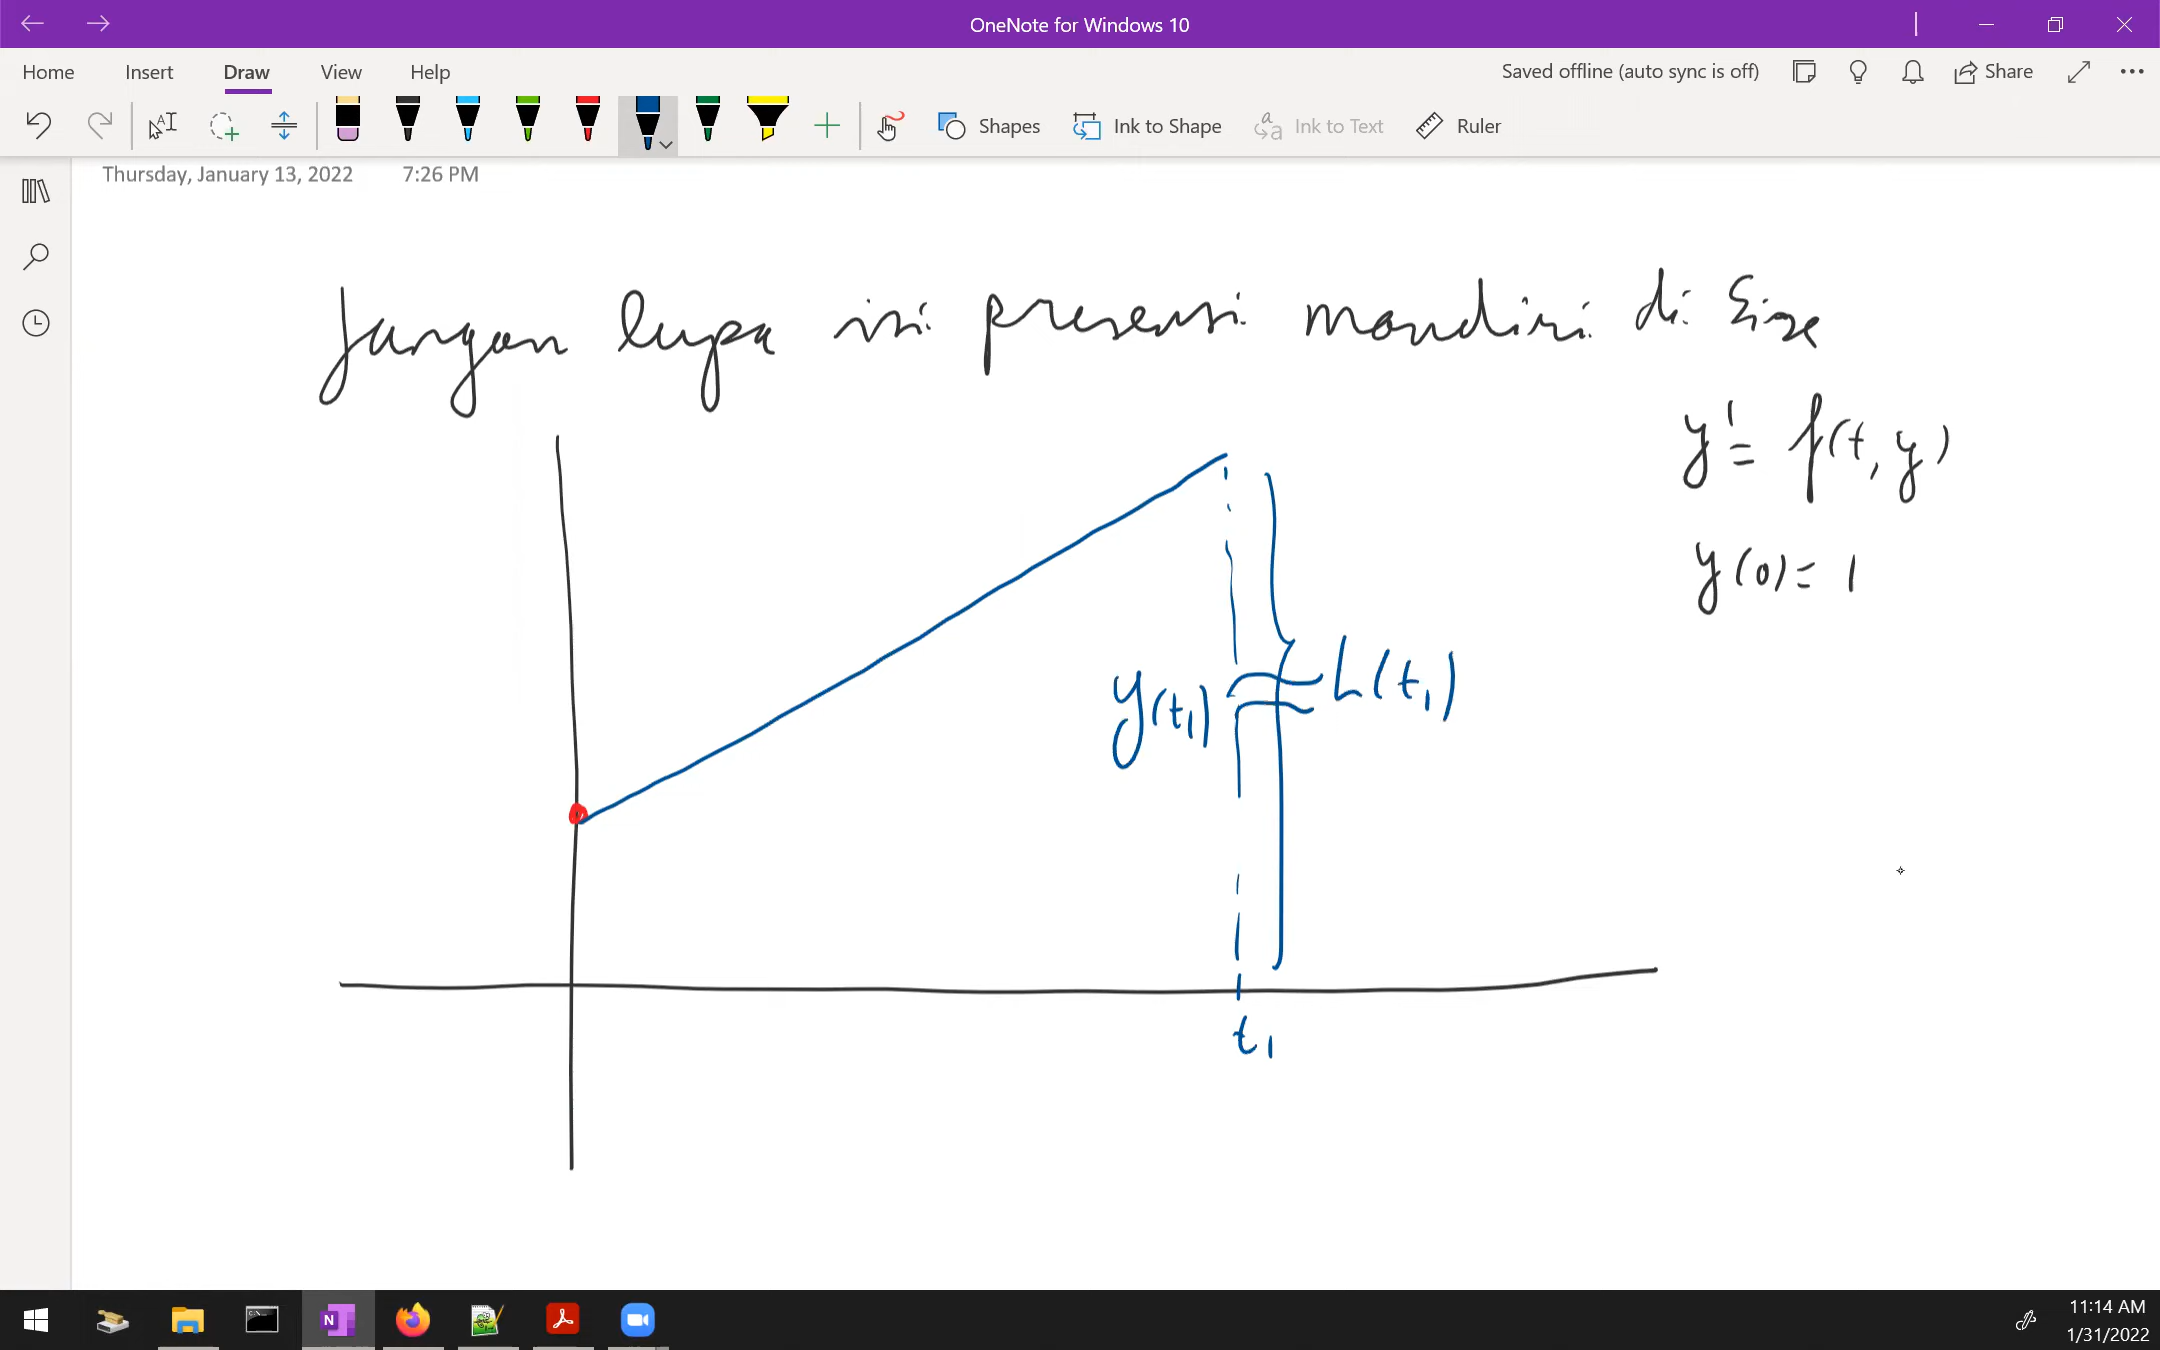 OneNote for Windows 10
Home Insert Draw View Help
Saved offline (auto sync is off) Share
Shapes Ink to Shape Ink to Text Ruler
Thursday, January 13, 2022 7:26 PM
Jangan lupa isi presensi mandiri di
y' = f(t, y)
y(0) = 1
y(t₁) ≈ L(t₁)
t₁
11:14 AM
1/31/2022